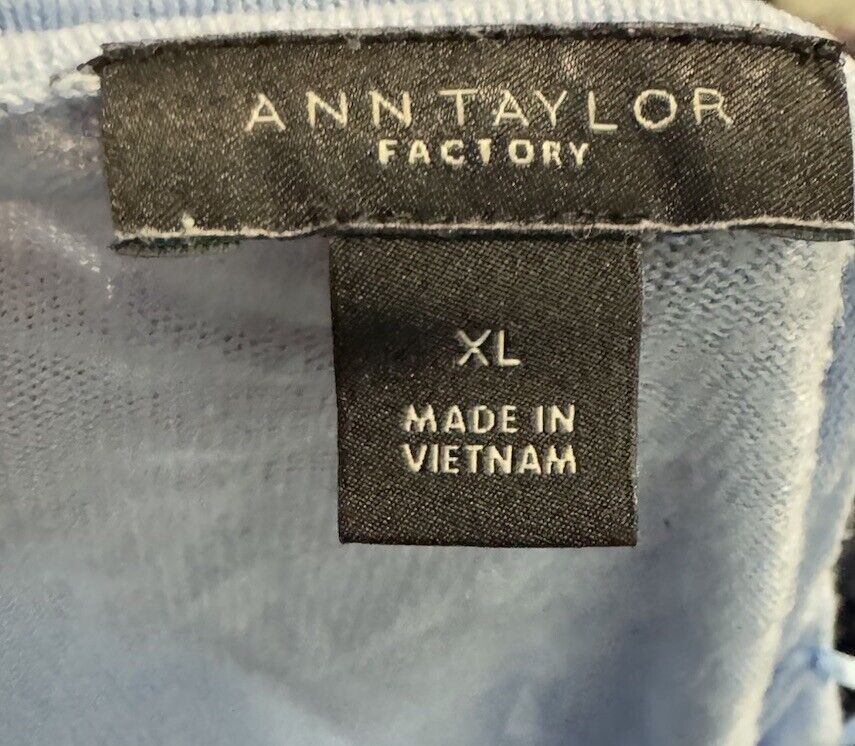 ANN TAYLOR
FACTORY
XL
MADE IN
VIETNAM